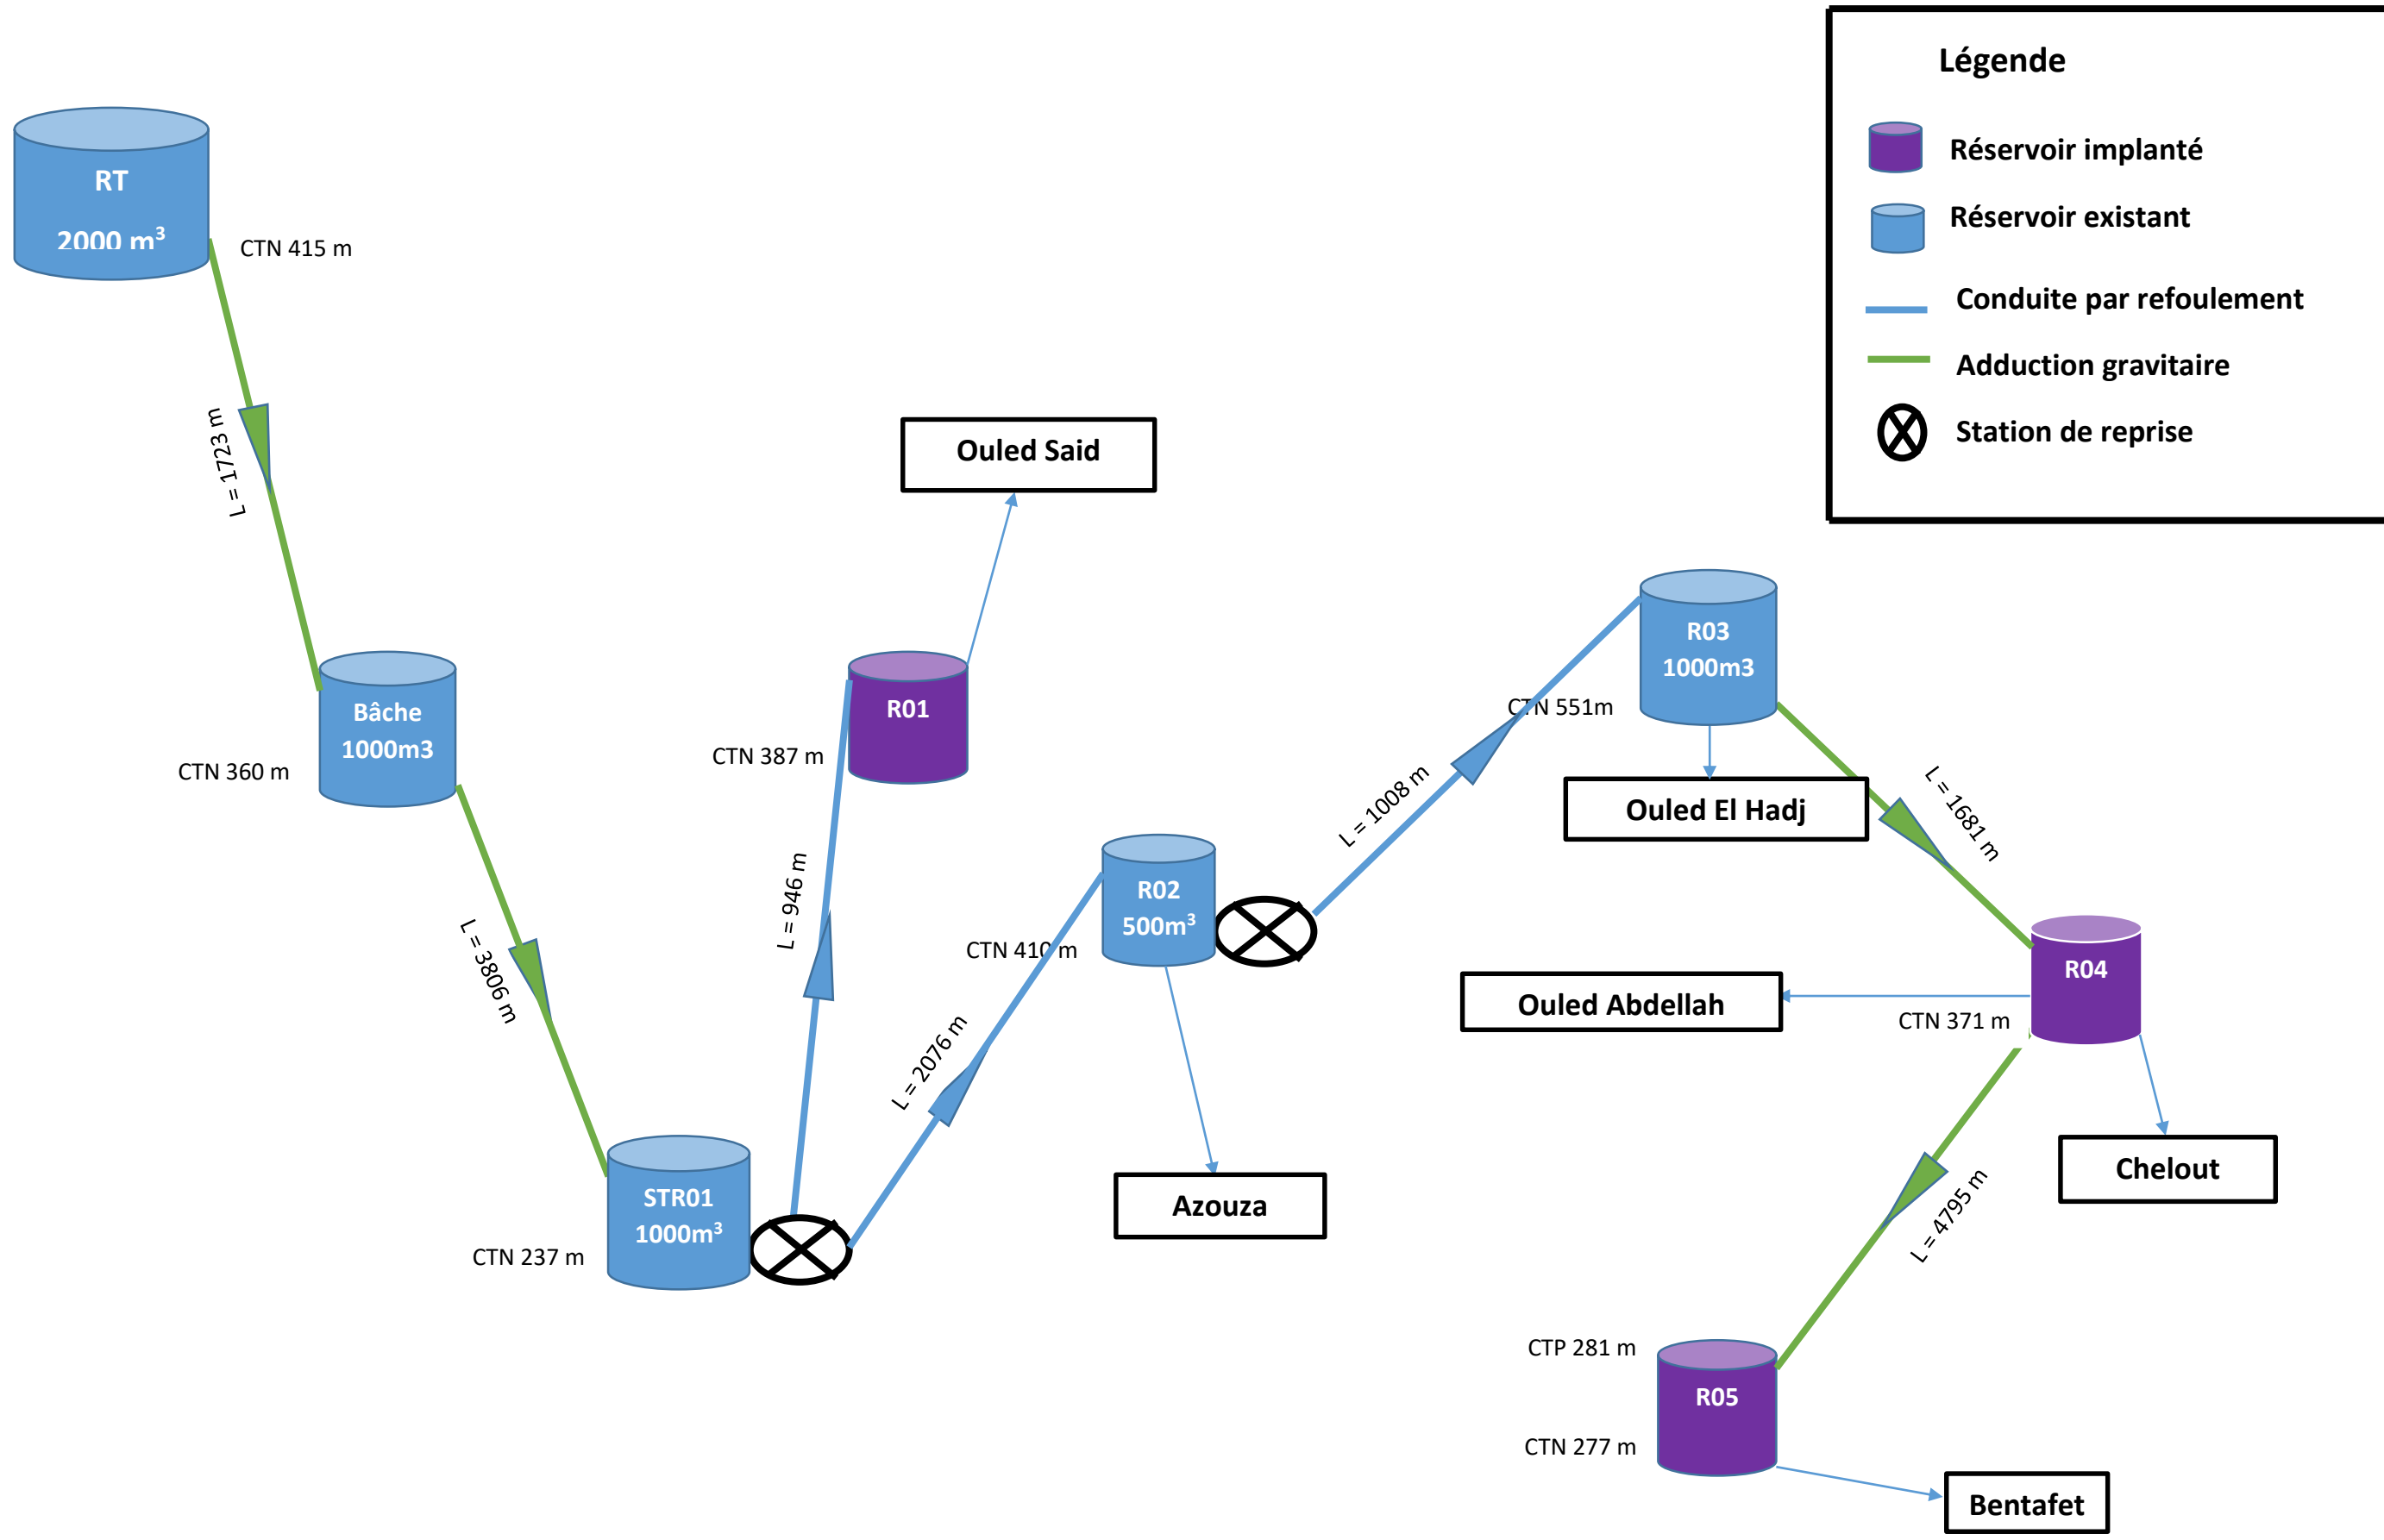 Légende
Réservoir implanté
Réservoir existant
Conduite par refoulement
Adduction gravitaire
Station de reprise
RT
2000 m³
CTN 415 m
L = 1723 m
Bâche
1000m3
CTN 360 m
L = 3806 m
STR01
1000m³
CTN 237 m
L = 946 m
R01
CTN 387 m
Ouled Said
L = 2076 m
R02
500m³
CTN 410 m
Azouza
L = 1008 m
R03
1000m3
CTN 551m
Ouled El Hadj
L = 1681 m
R04
CTN 371 m
Ouled Abdellah
Chelout
L = 4795 m
CTP 281 m
R05
CTN 277 m
Bentafet